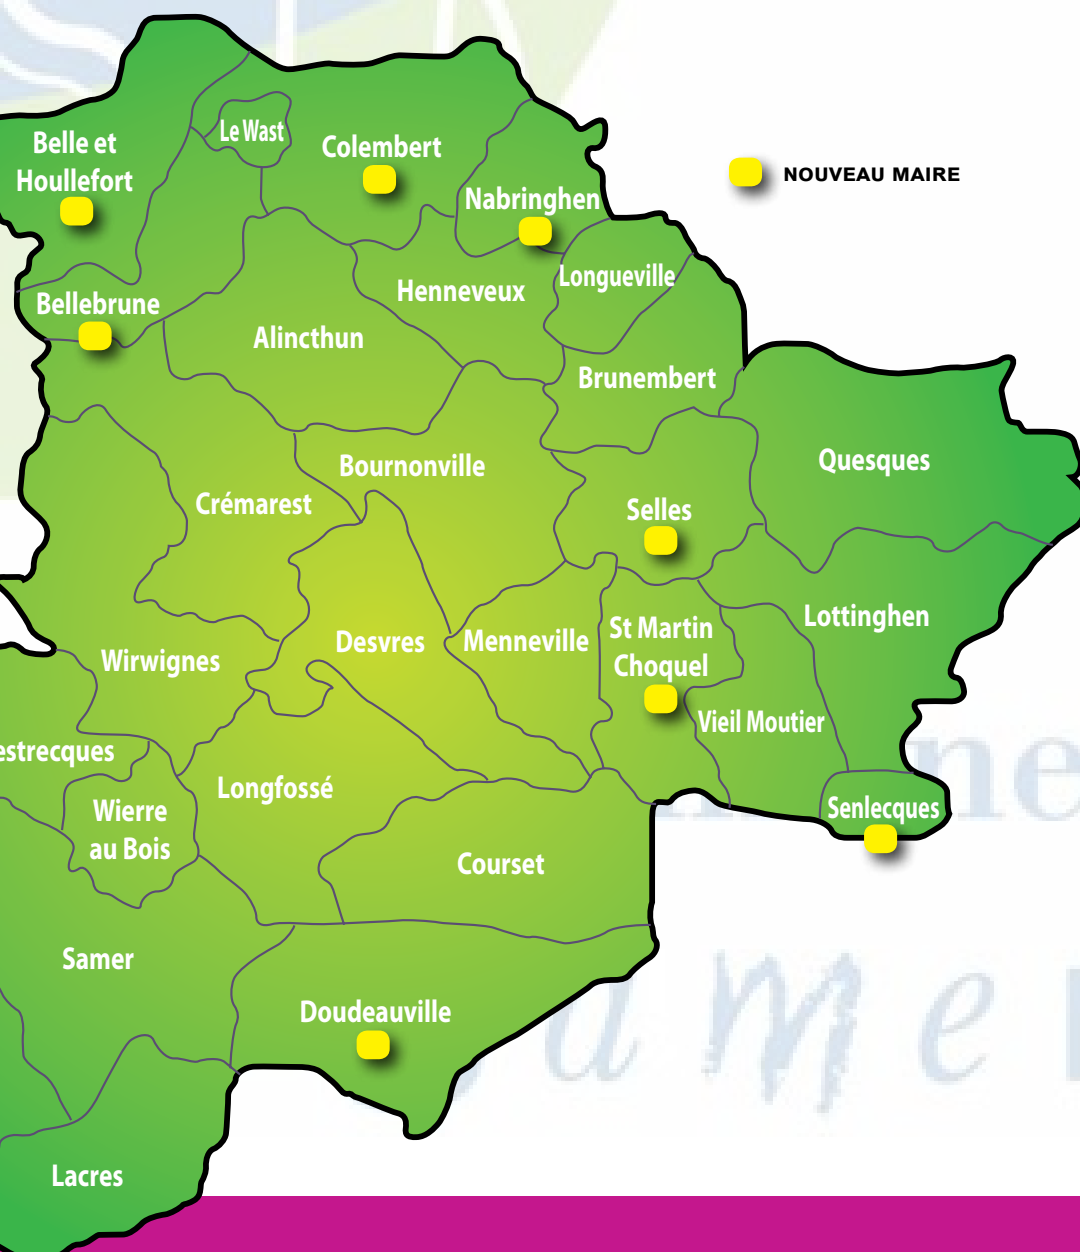 Le Wast
Belle et
Houllefort
Colembert
NOUVEAU MAIRE
Nabringhen
Longueville
Henneveux
Bellebrune
Alincthun
Brunembert
Quesques
Bournonville
Crémarest
Selles
Lottinghen
St Martin
Choquel
Desvres
Menneville
Wirwignes
Vieil Moutier
estrecques
Longfossé
Senlecques
Wierre
au Bois
Courset
Samer
Doudeauville
Lacres